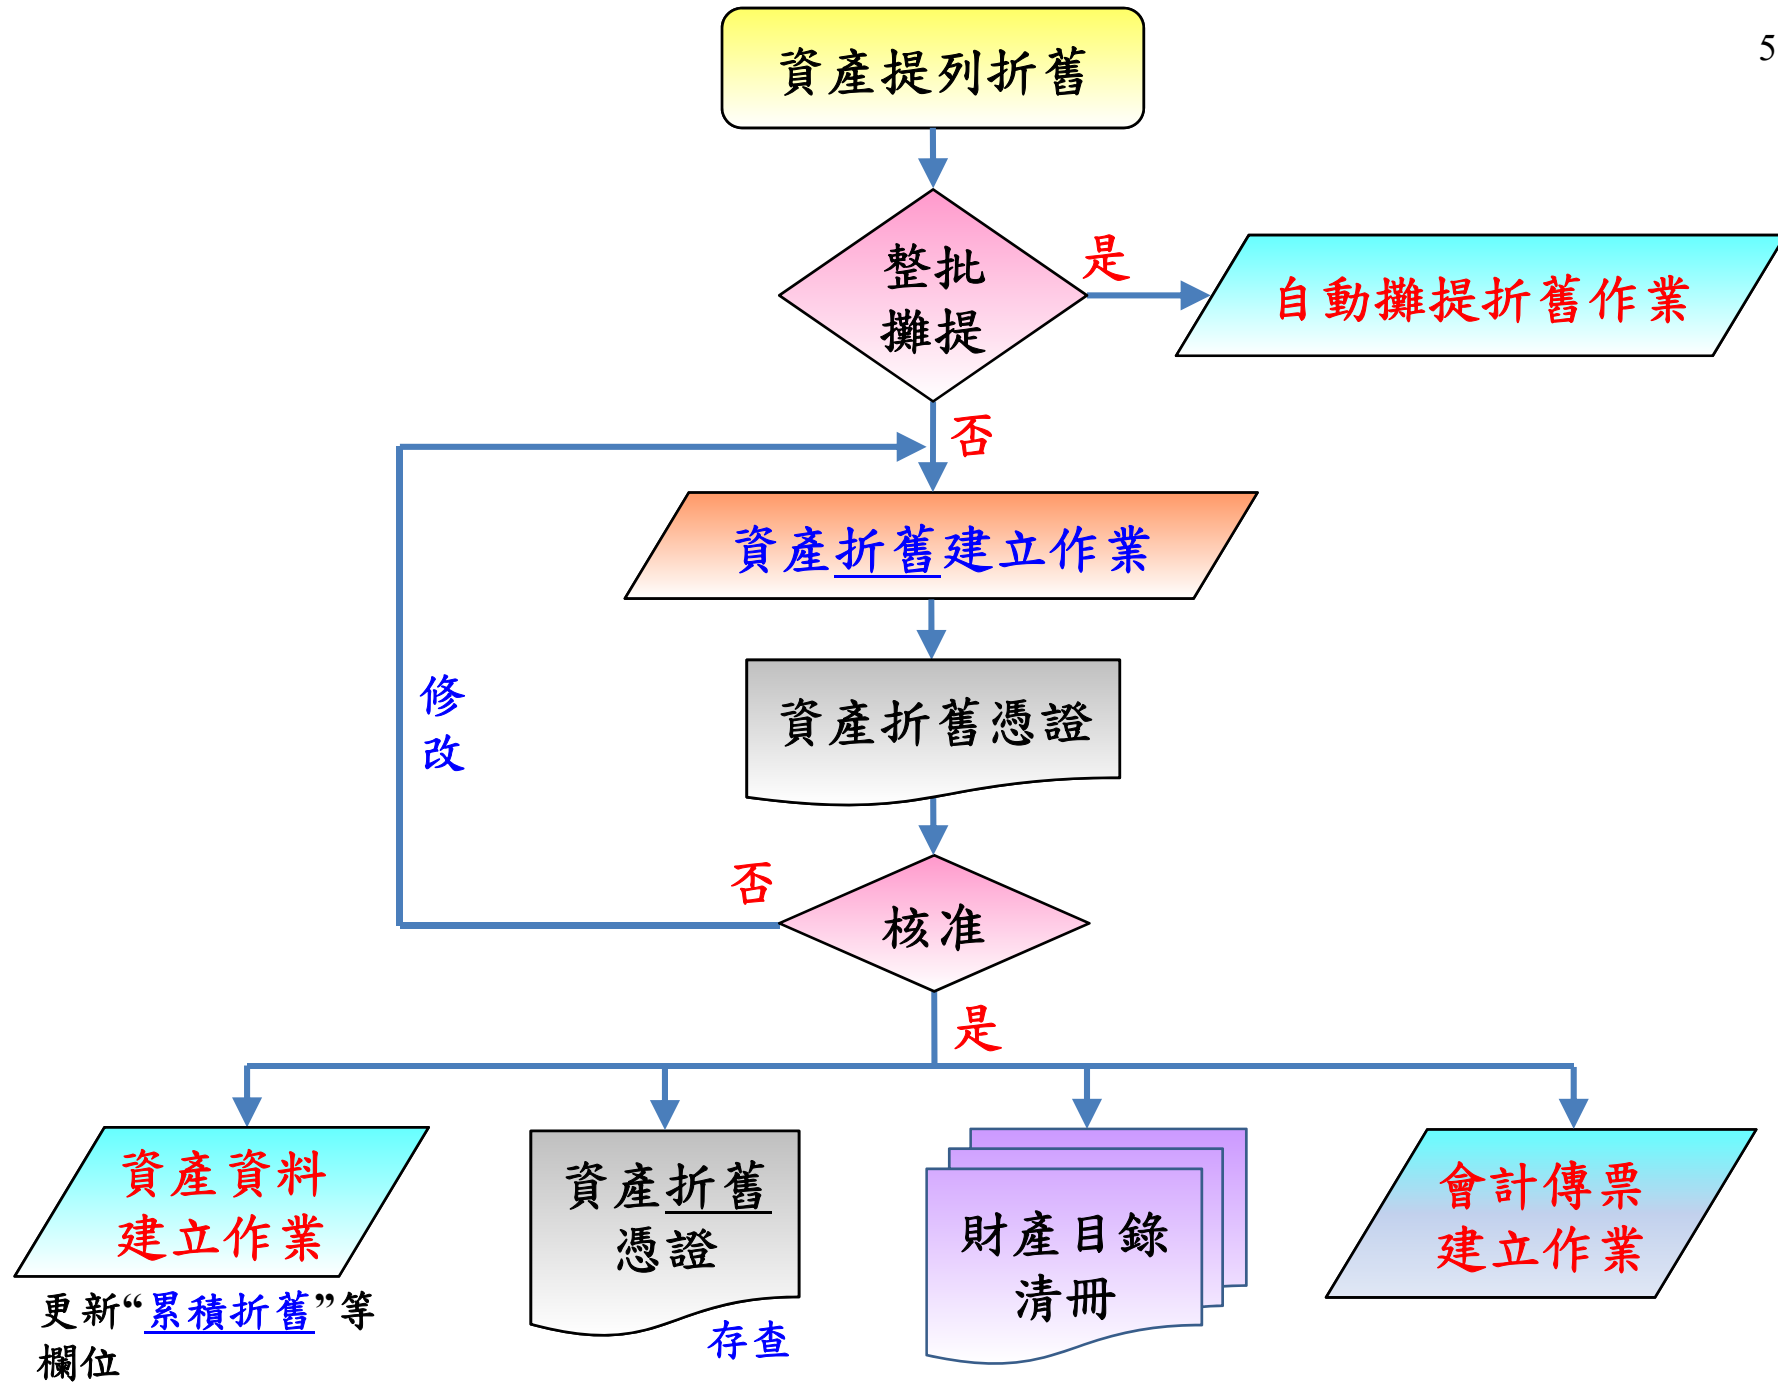 5
資產提列折舊
整批
攤提
是
自動攤提折舊作業
否
資產折舊建立作業
修
改
資產折舊憑證
否
核准
是
資產資料
建立作業
更新“累積折舊”等
欄位
資產折舊
憑證
存查
財產目錄
清冊
會計傳票
建立作業